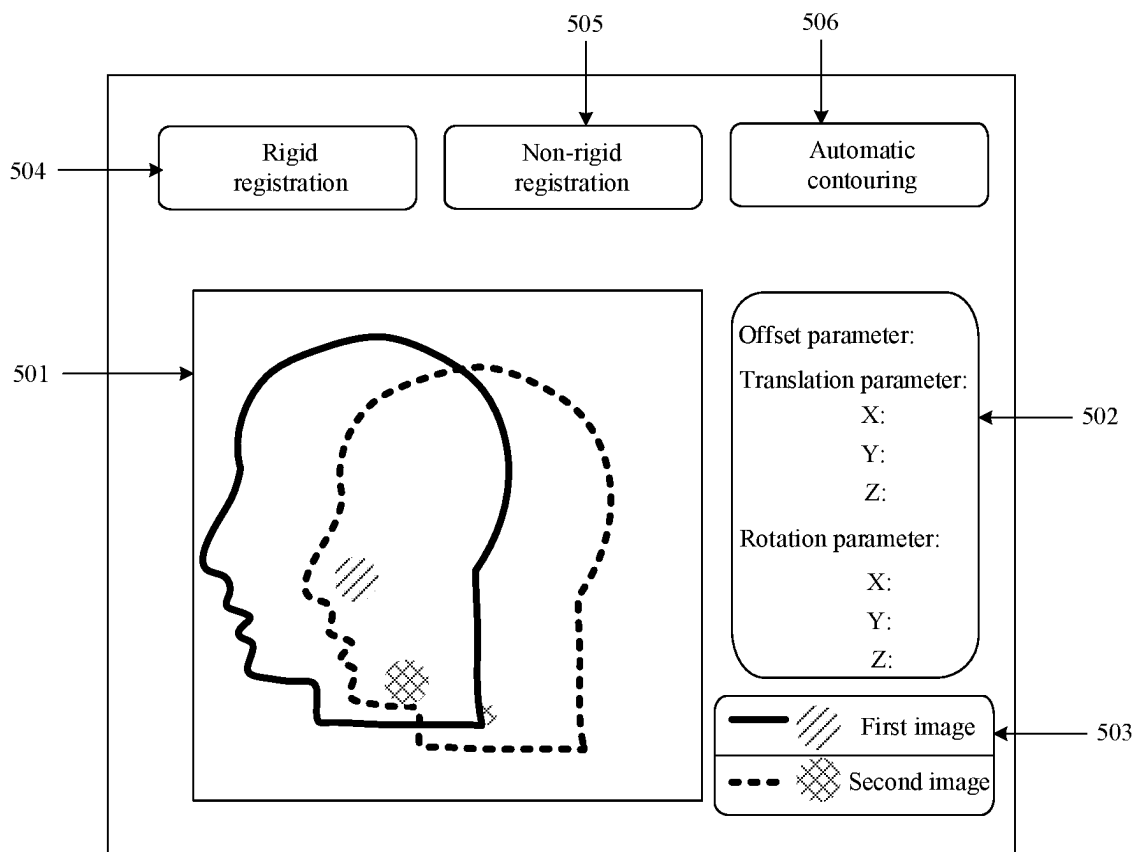 505
506
504
Rigid
registration
Non-rigid
registration
Automatic
contouring
501
Offset parameter:
Translation parameter:
X:
Y:
Z:
Rotation parameter:
X:
Y:
Z:
502
First image
Second image
503